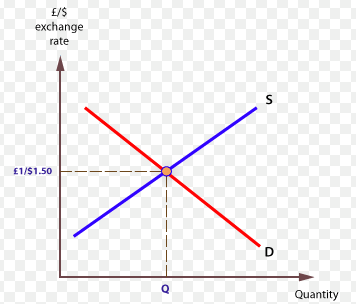 £/$
exchange
rate
S
£1/$1.50
D
Q
Quantity